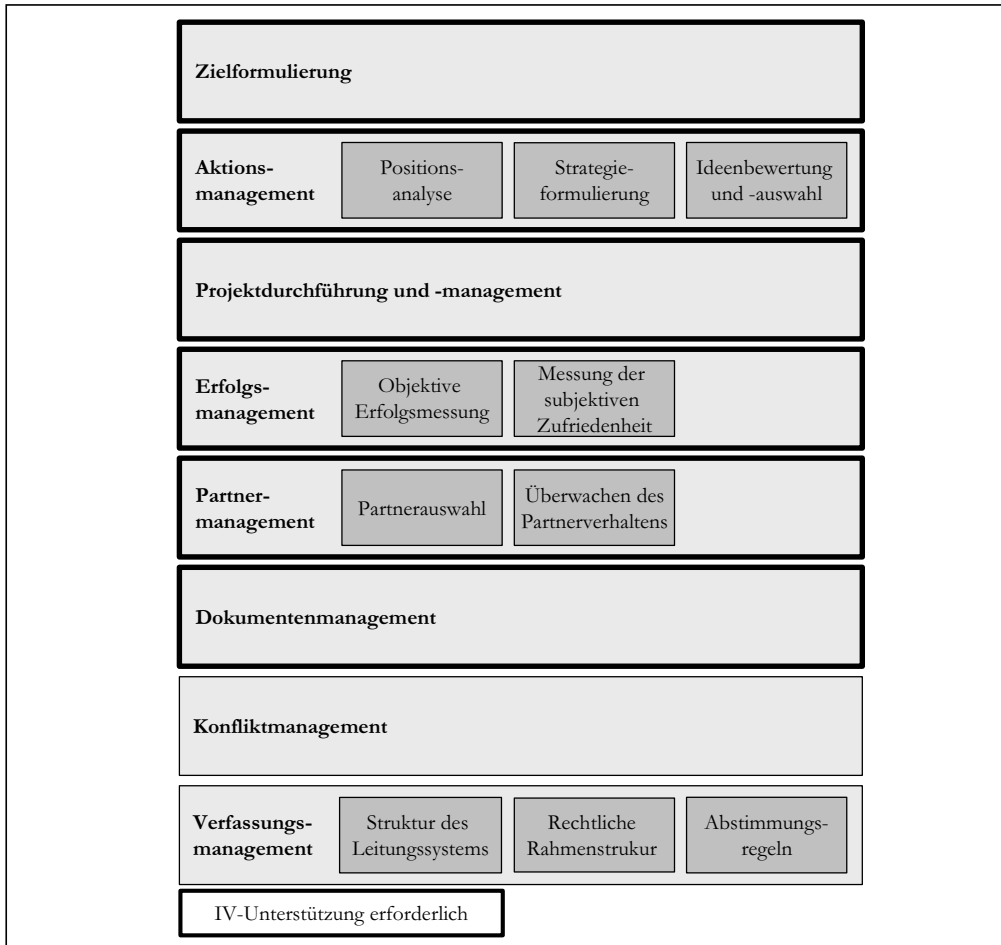 Zielformulierung
Aktions-
management
Positions-
analyse
Strategie-
formulierung
Ideenbewertung
und -auswahl
Projektdurchführung und -management
Erfolgs-
management
Objektive
Erfolgsmessung
Messung der
subjektiven
Zufriedenheit
Partner-
management
Partnerauswahl
Überwachen des
Partnerverhaltens
Dokumentenmanagement
Konfliktmanagement
Verfassungs-
management
Struktur des
Leitungssystems
Rechtliche
Rahmenstrukur
Abstimmungs-
regeln
IV-Unterstützung erforderlich